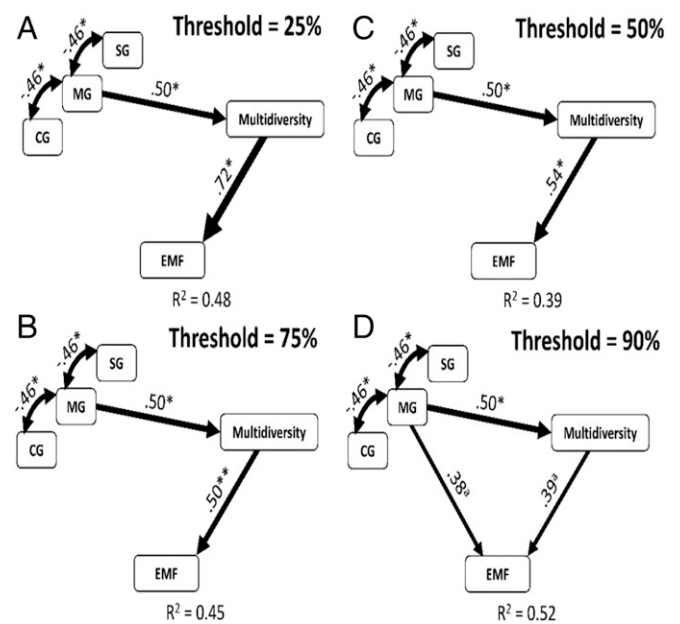 A
Threshold = 25%
-.46*
SG
-.46*
MG
.50*
CG
Multidiversity
.72*
EMF
R² = 0.48
C
Threshold = 50%
-.46*
SG
-.46*
MG
.50*
CG
Multidiversity
.54*
EMF
R² = 0.39
B
Threshold = 75%
-.46*
SG
-.46*
MG
.50*
CG
Multidiversity
.50**
EMF
R² = 0.45
D
Threshold = 90%
-.46*
SG
-.46*
MG
.50*
CG
Multidiversity
.38ᵃ
.39ᵃ
EMF
R² = 0.52